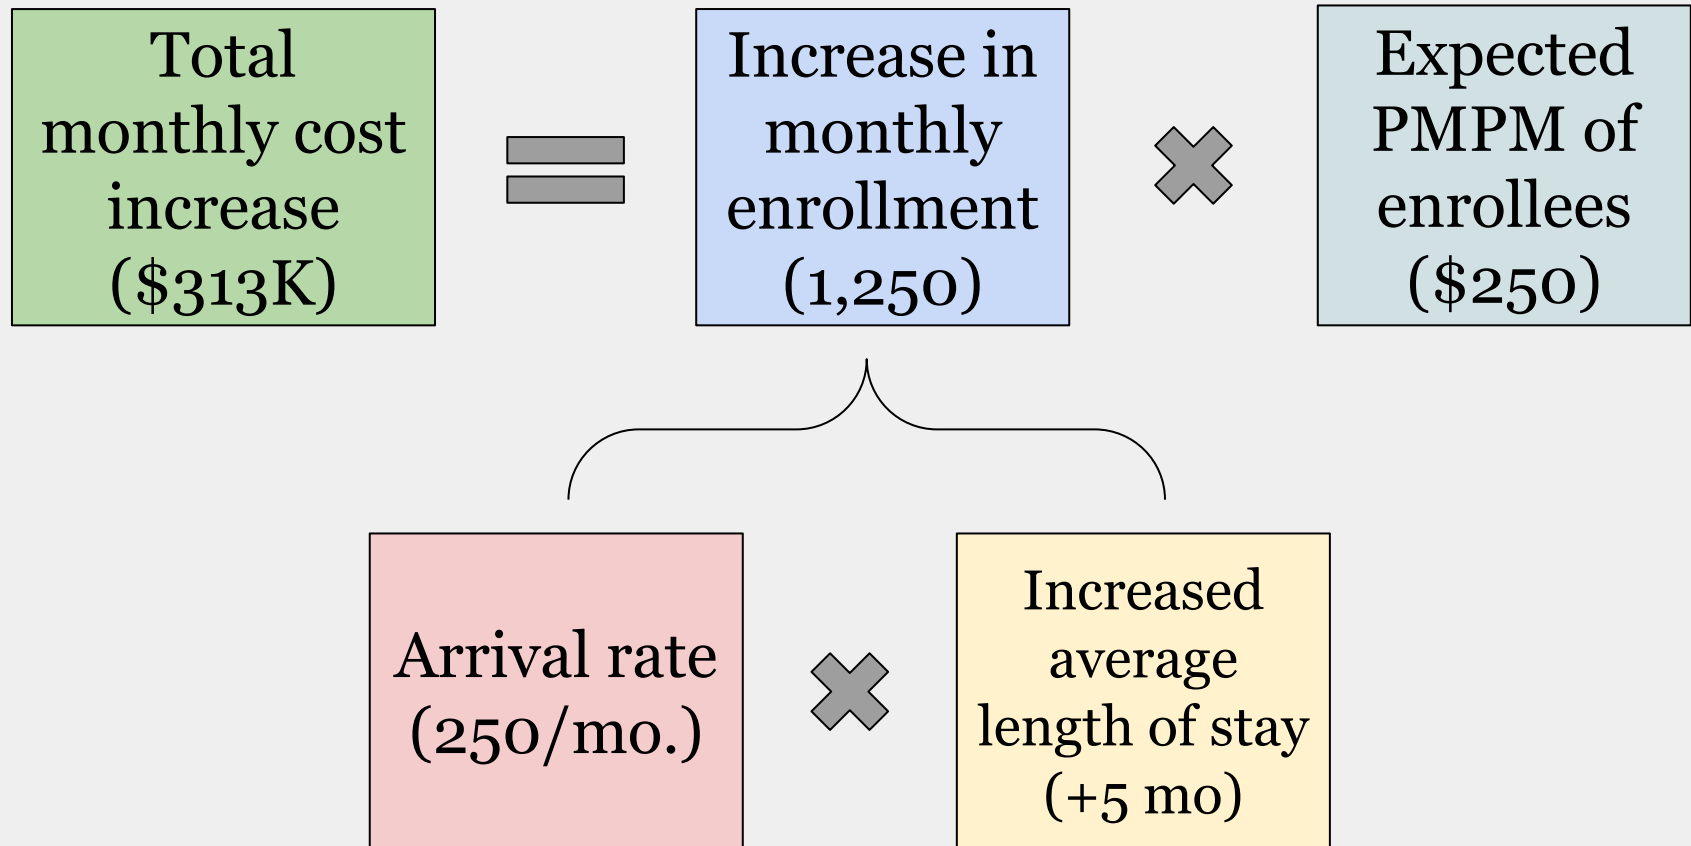 Total
monthly cost
increase
($313K)
Increase in
monthly
enrollment
(1,250)
Expected
PMPM of
enrollees
($250)
Arrival rate
(250/mo.)
Increased
average
length of stay
(+5 mo)